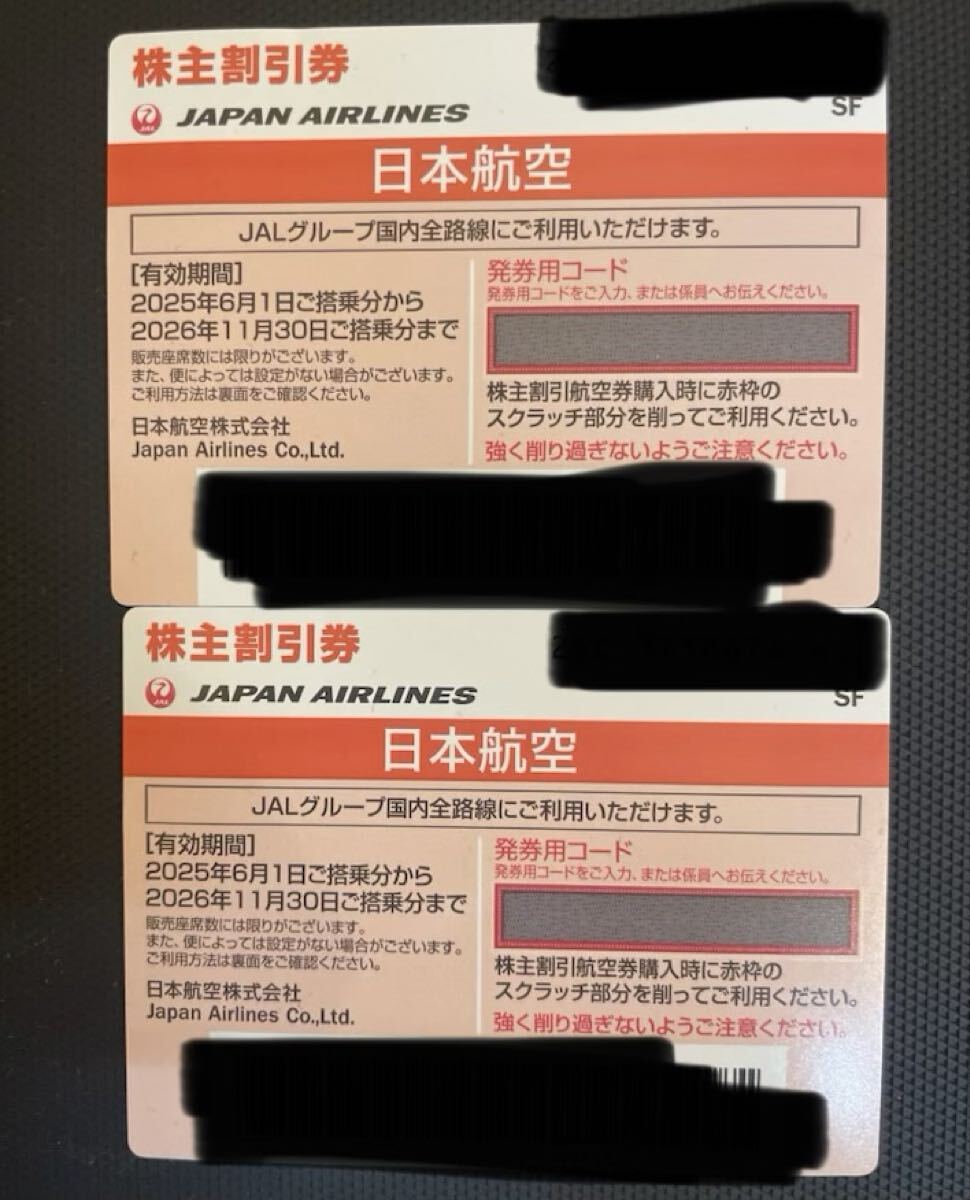 株主割引券
SF
JAL JAPAN AIRLINES
日本航空
JALグループ国内全路線にご利用いただけます。
[有効期間]
2025年6月1日ご搭乗分から
2026年11月30日ご搭乗分まで
販売座席数には限りがございます。
また、便によっては設定がない場合がございます。
ご利用方法は裏面をご確認ください。
日本航空株式会社
Japan Airlines Co.,Ltd.
発券用コード
発券用コードをご入力、または係員へお伝えください。
株主割引航空券購入時に赤枠の
スクラッチ部分を削ってご利用ください。
強く削り過ぎないようご注意ください。
株主割引券
SF
JAL JAPAN AIRLINES
日本航空
JALグループ国内全路線にご利用いただけます。
[有効期間]
2025年6月1日ご搭乗分から
2026年11月30日ご搭乗分まで
販売座席数には限りがございます。
また、便によっては設定がない場合がございます。
ご利用方法は裏面をご確認ください。
日本航空株式会社
Japan Airlines Co.,Ltd.
発券用コード
発券用コードをご入力、または係員へお伝えください。
株主割引航空券購入時に赤枠の
スクラッチ部分を削ってご利用ください。
強く削り過ぎないようご注意ください。